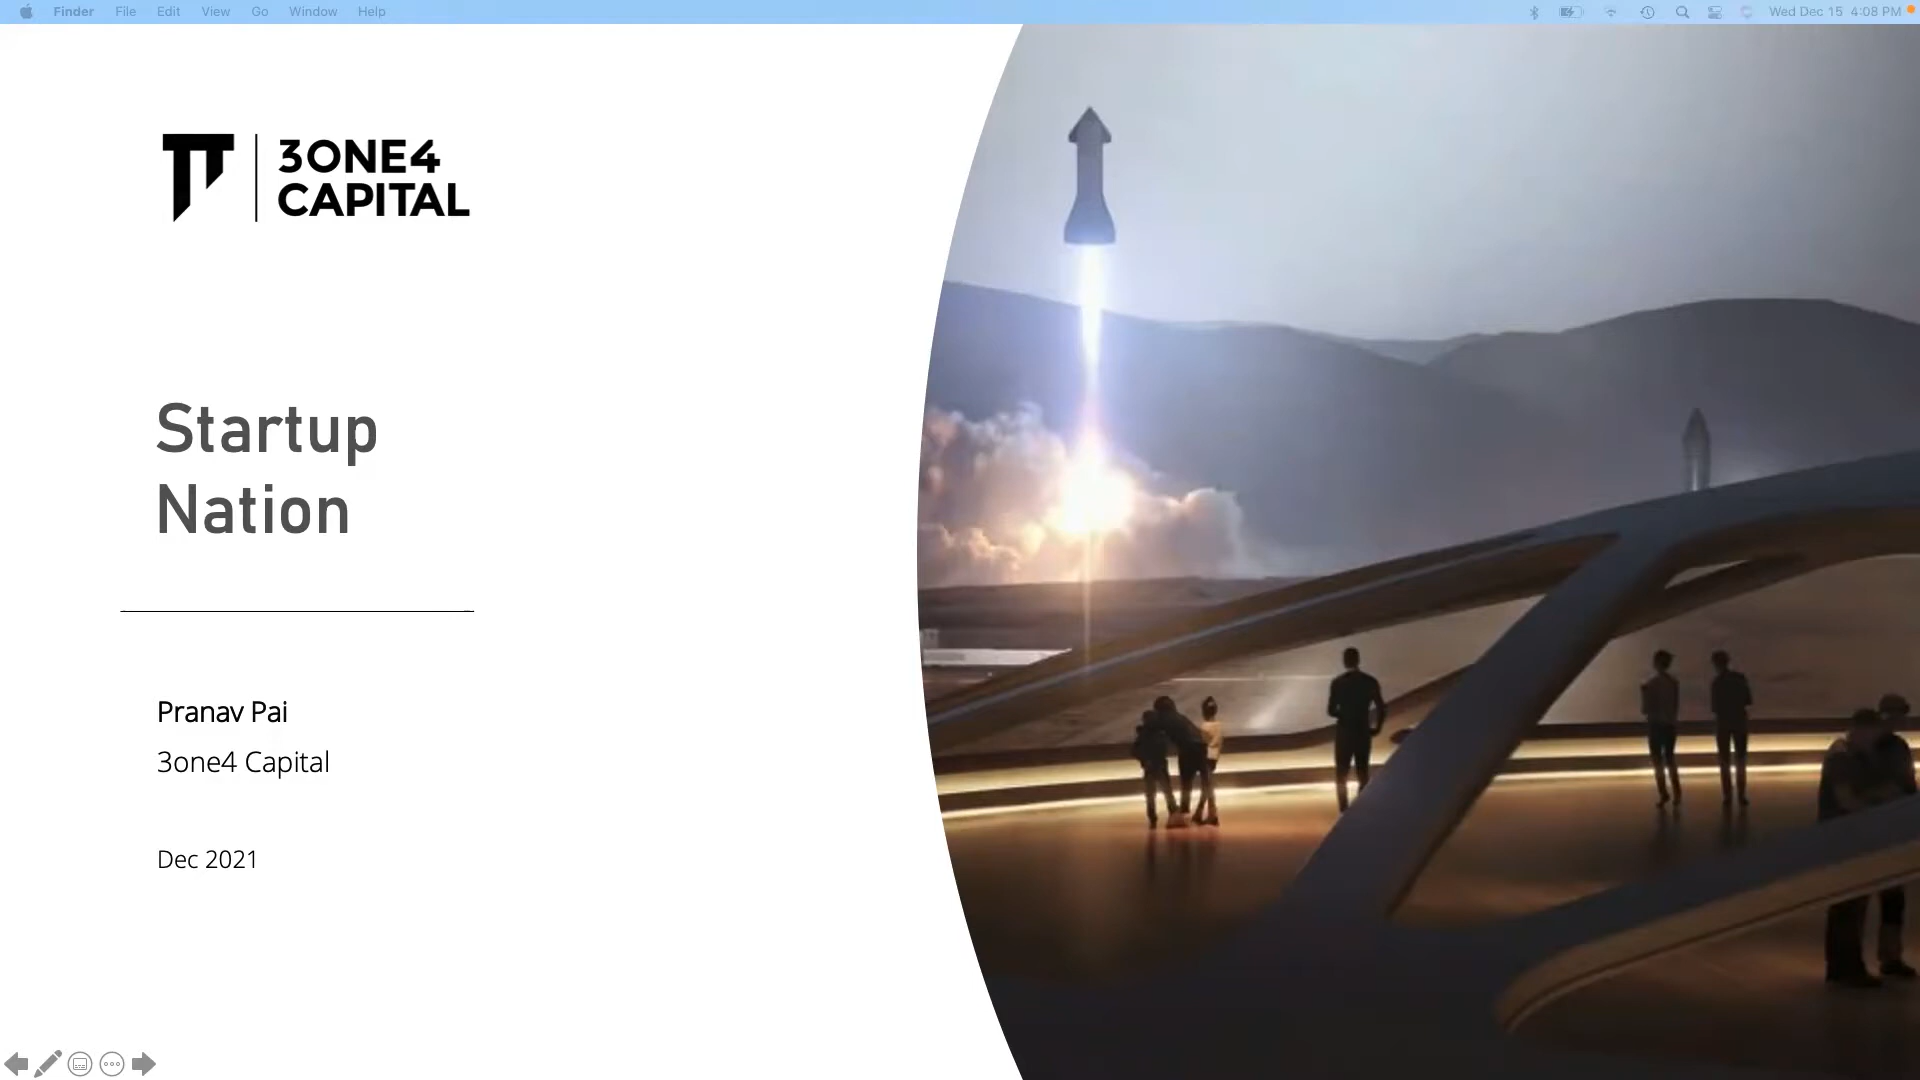 Finder File Edit View Go Window Help Wed Dec 15 4:08 PM
3ONE4
CAPITAL
Startup
Nation
Pranav Pai
3one4 Capital
Dec 2021